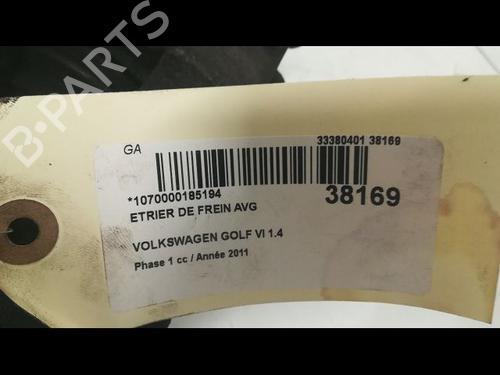 B-PARTS
GA
33380401 38169
*1070000185194
38169
ETRIER DE FREIN AVG
VOLKSWAGEN GOLF VI 1.4
Phase 1 cc / Année 2011